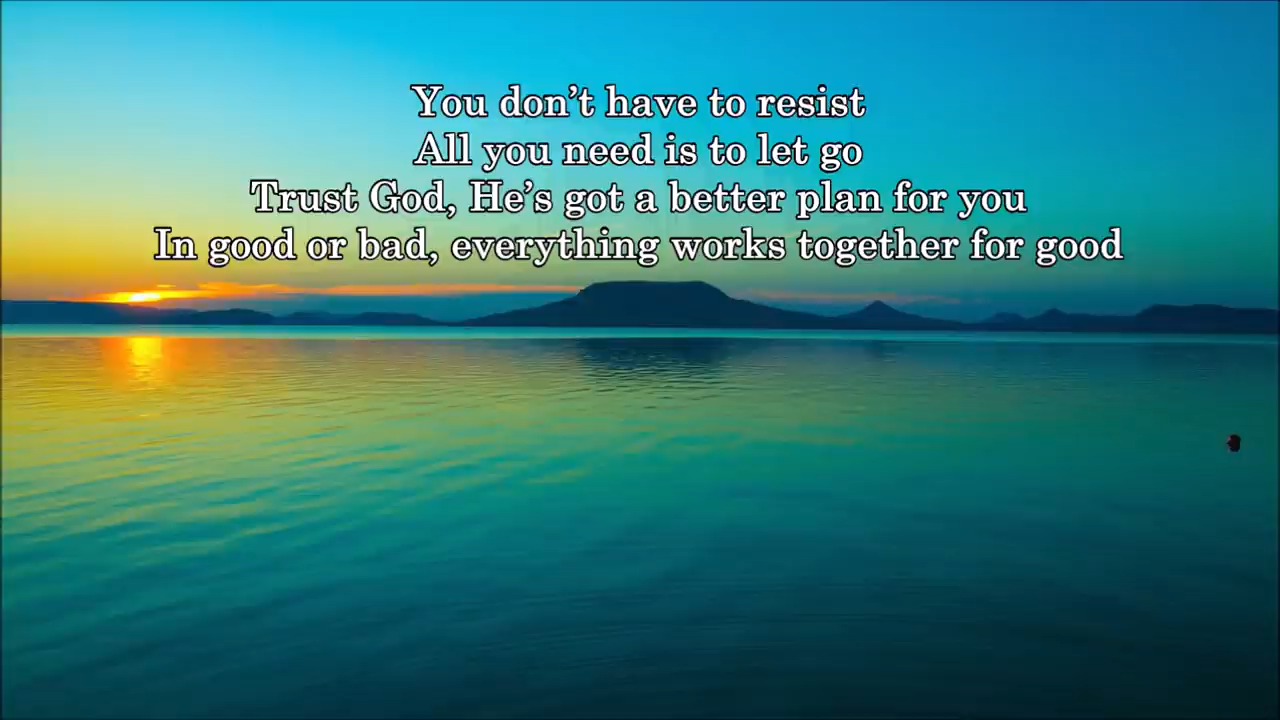 You don’t have to resist
All you need is to let go
Trust God, He’s got a better plan for you
In good or bad, everything works together for good